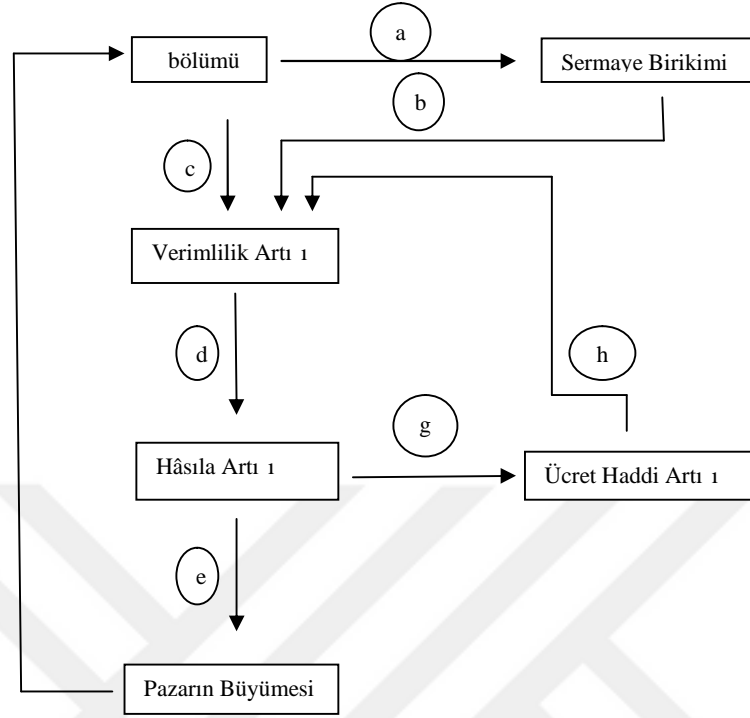 a
bölümü
Sermaye Birikimi
b
c
Verimlilik Artı ı
d
h
g
Hâsıla Artı ı
Ücret Haddi Artı ı
e
Pazarın Büyümesi